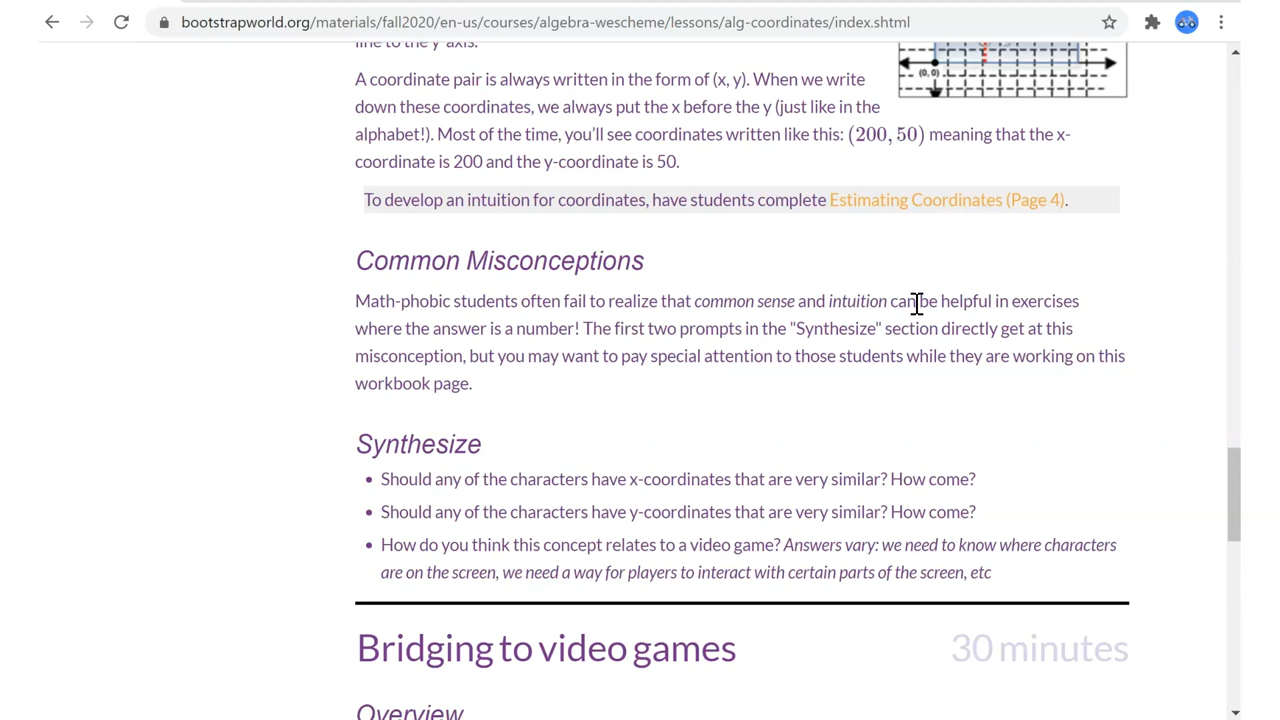 bootstrapworld.org/materials/fall2020/en-us/courses/algebra-wescheme/lessons/alg-coordinates/index.shtml
line to the y-axis.
(0, 0)
A coordinate pair is always written in the form of (x, y). When we write
down these coordinates, we always put the x before the y (just like in the
alphabet!). Most of the time, you'll see coordinates written like this: (200, 50) meaning that the x-
coordinate is 200 and the y-coordinate is 50.
To develop an intuition for coordinates, have students complete Estimating Coordinates (Page 4).
Common Misconceptions
Math-phobic students often fail to realize that common sense and intuition can be helpful in exercises
where the answer is a number! The first two prompts in the "Synthesize" section directly get at this
misconception, but you may want to pay special attention to those students while they are working on this
workbook page.
Synthesize
• Should any of the characters have x-coordinates that are very similar? How come?
• Should any of the characters have y-coordinates that are very similar? How come?
• How do you think this concept relates to a video game? Answers vary: we need to know where characters
are on the screen, we need a way for players to interact with certain parts of the screen, etc
Bridging to video games 30 minutes
Overview